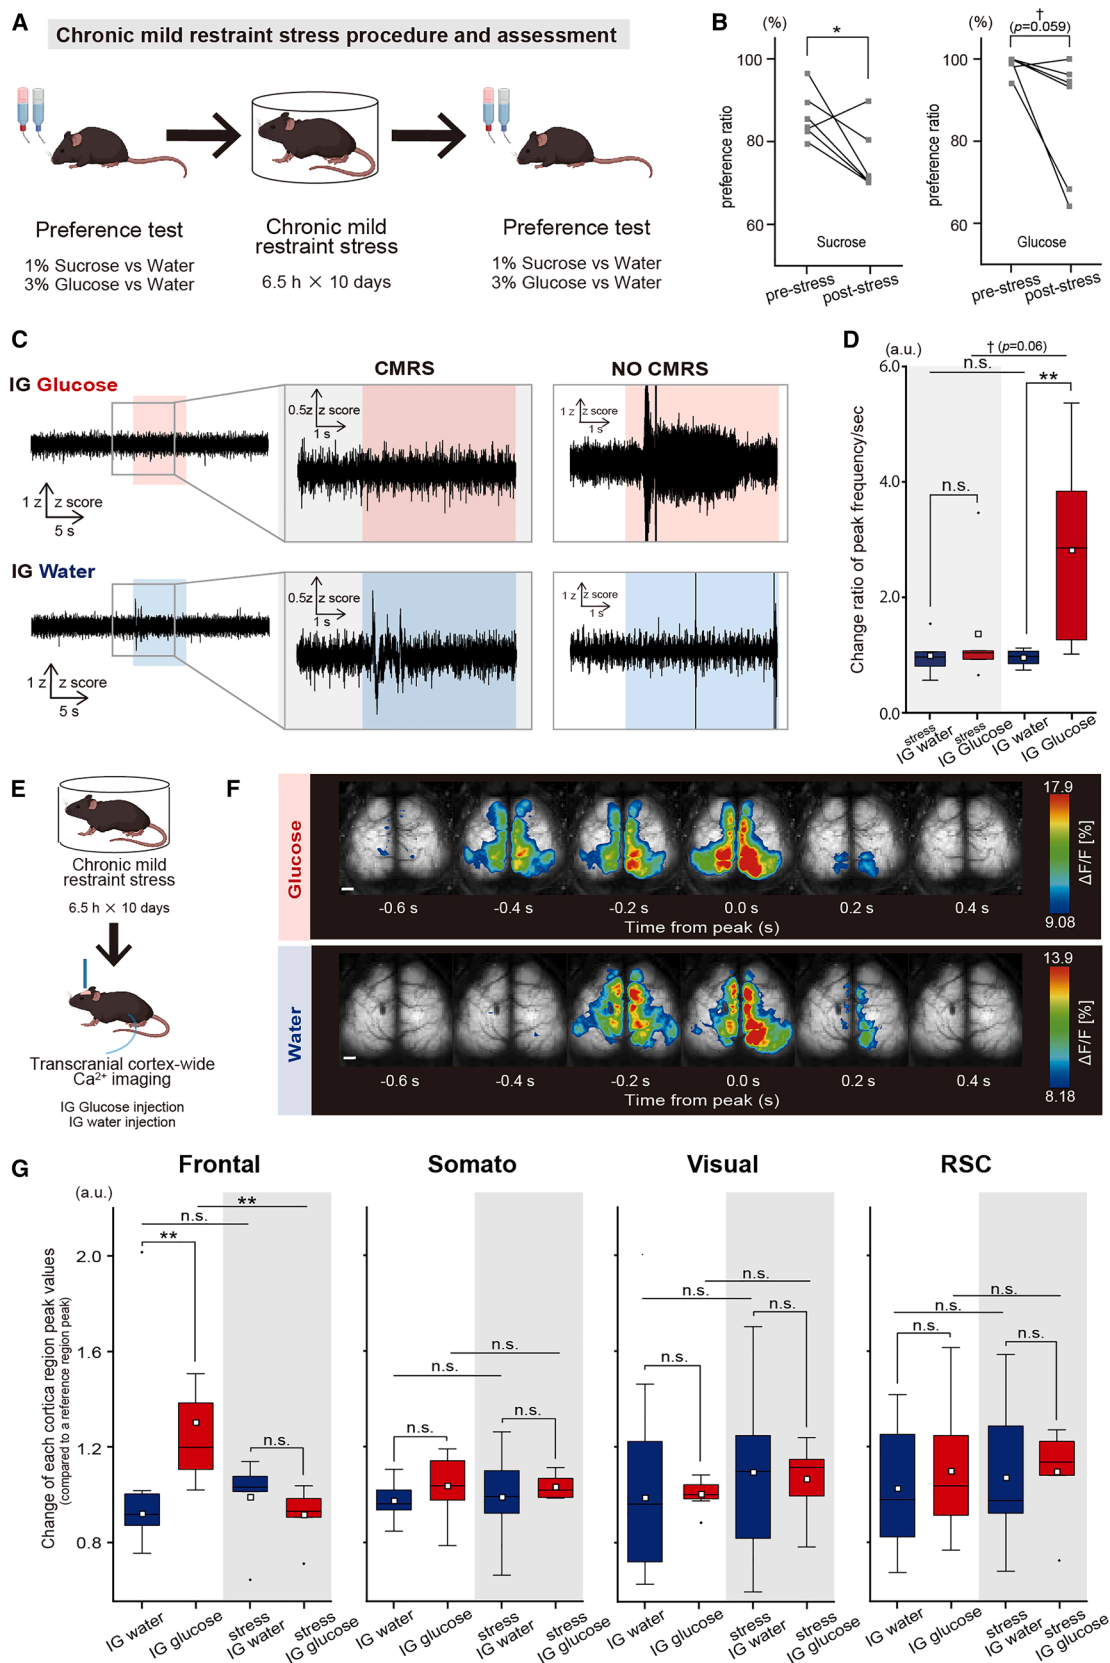 A
Chronic mild restraint stress procedure and assessment
Preference test
1% Sucrose vs Water
3% Glucose vs Water
Chronic mild
restraint stress
6.5 h × 10 days
Preference test
1% Sucrose vs Water
3% Glucose vs Water
B
(%)
*
100
80
60
preference ratio
Sucrose
pre-stress
post-stress
(%)
†
(p=0.059)
100
80
60
preference ratio
Glucose
pre-stress
post-stress
C
CMRS
NO CMRS
IG Glucose
1 z
z score
5 s
0.5z
z score
1 s
1 z
z score
1 s
IG Water
1 z
z score
5 s
0.5z
z score
1 s
1 z
z score
1 s
D
(a.u.)
† (p=0.06)
n.s.
**
n.s.
6.0
4.0
2.0
0.0
Change ratio of peak frequency/sec
stress
IG water
stress
IG Glucose
IG water
IG Glucose
E
Chronic mild
restraint stress
6.5 h × 10 days
Transcranial cortex-wide
Ca2+ imaging
IG Glucose injection
IG water injection
F
Glucose
-0.6 s
-0.4 s
-0.2 s
0.0 s
0.2 s
0.4 s
Time from peak (s)
17.9
ΔF/F [%]
9.08
Water
-0.6 s
-0.4 s
-0.2 s
0.0 s
0.2 s
0.4 s
Time from peak (s)
13.9
ΔF/F [%]
8.18
G
Frontal
Somato
Visual
RSC
(a.u.)
Change of each cortica region peak values
(compared to a reference region peak)
2.0
1.6
1.2
0.8
**
n.s.
**
n.s.
IG water
IG glucose
stress
IG water
stress
IG glucose
n.s.
n.s.
n.s.
n.s.
IG water
IG glucose
stress
IG water
stress
IG glucose
n.s.
n.s.
n.s.
n.s.
IG water
IG glucose
stress
IG water
stress
IG glucose
n.s.
n.s.
n.s.
n.s.
IG water
IG glucose
stress
IG water
stress
IG glucose